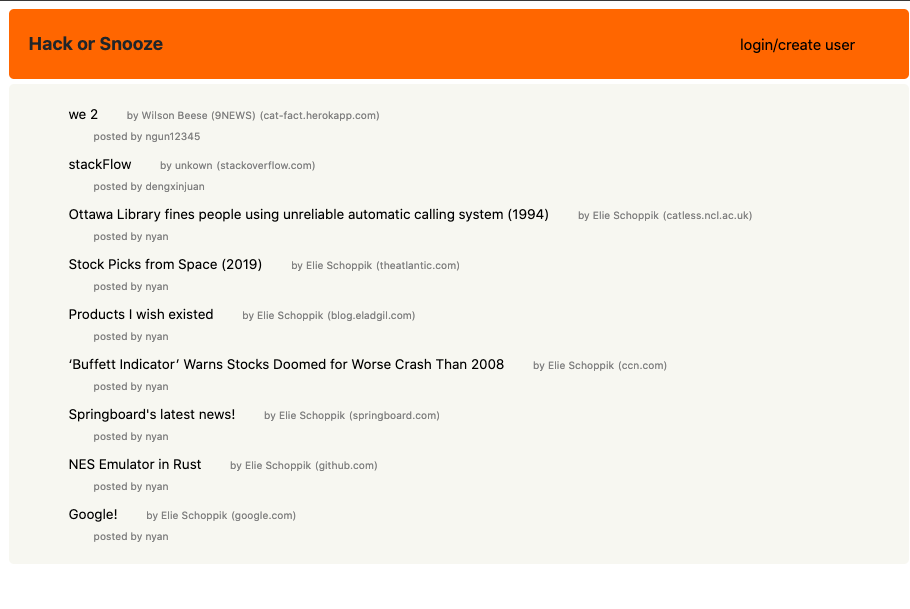 Hack or Snooze login/create user
we 2 by Wilson Beese (9NEWS) (cat-fact.herokapp.com)
posted by ngun12345
stackFlow by unkown (stackoverflow.com)
posted by dengxinjuan
Ottawa Library fines people using unreliable automatic calling system (1994) by Elie Schoppik (catless.ncl.ac.uk)
posted by nyan
Stock Picks from Space (2019) by Elie Schoppik (theatlantic.com)
posted by nyan
Products I wish existed by Elie Schoppik (blog.eladgil.com)
posted by nyan
‘Buffett Indicator’ Warns Stocks Doomed for Worse Crash Than 2008 by Elie Schoppik (ccn.com)
posted by nyan
Springboard's latest news! by Elie Schoppik (springboard.com)
posted by nyan
NES Emulator in Rust by Elie Schoppik (github.com)
posted by nyan
Google! by Elie Schoppik (google.com)
posted by nyan